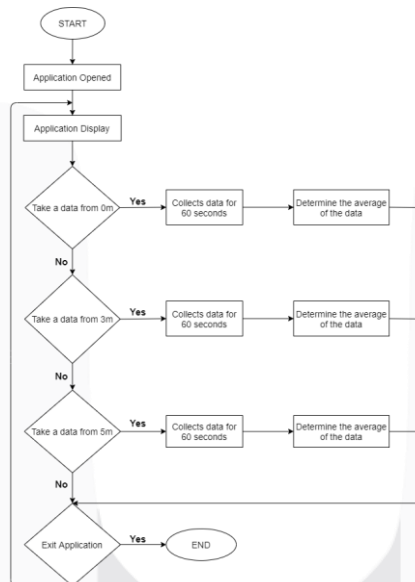 START
Application Opened
Application Display
Take a data from 0m
Yes
Collects data for
60 seconds
Determine the average
of the data
No
Take a data from 3m
Yes
Collects data for
60 seconds
Determine the average
of the data
No
Take a data from 5m
Yes
Collects data for
60 seconds
Determine the average
of the data
No
Exit Application
Yes
END